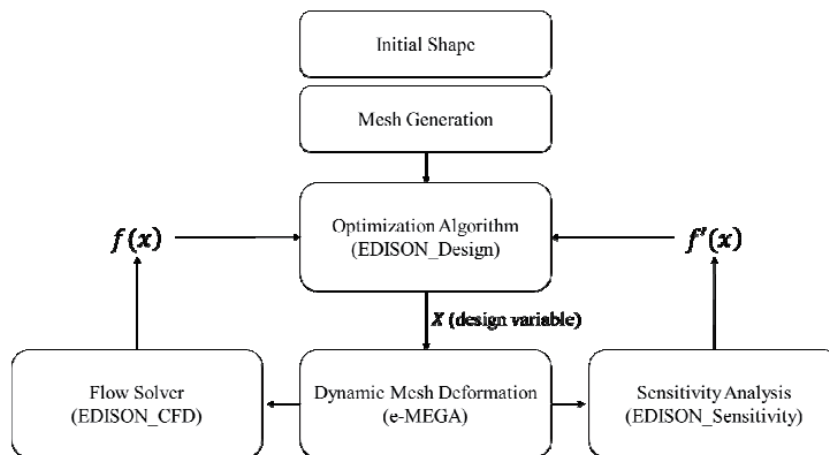 Initial Shape
Mesh Generation
Optimization Algorithm
(EDISON_Design)
f(x)
f'(x)
X (design variable)
Flow Solver
(EDISON_CFD)
Dynamic Mesh Deformation
(e-MEGA)
Sensitivity Analysis
(EDISON_Sensitivity)